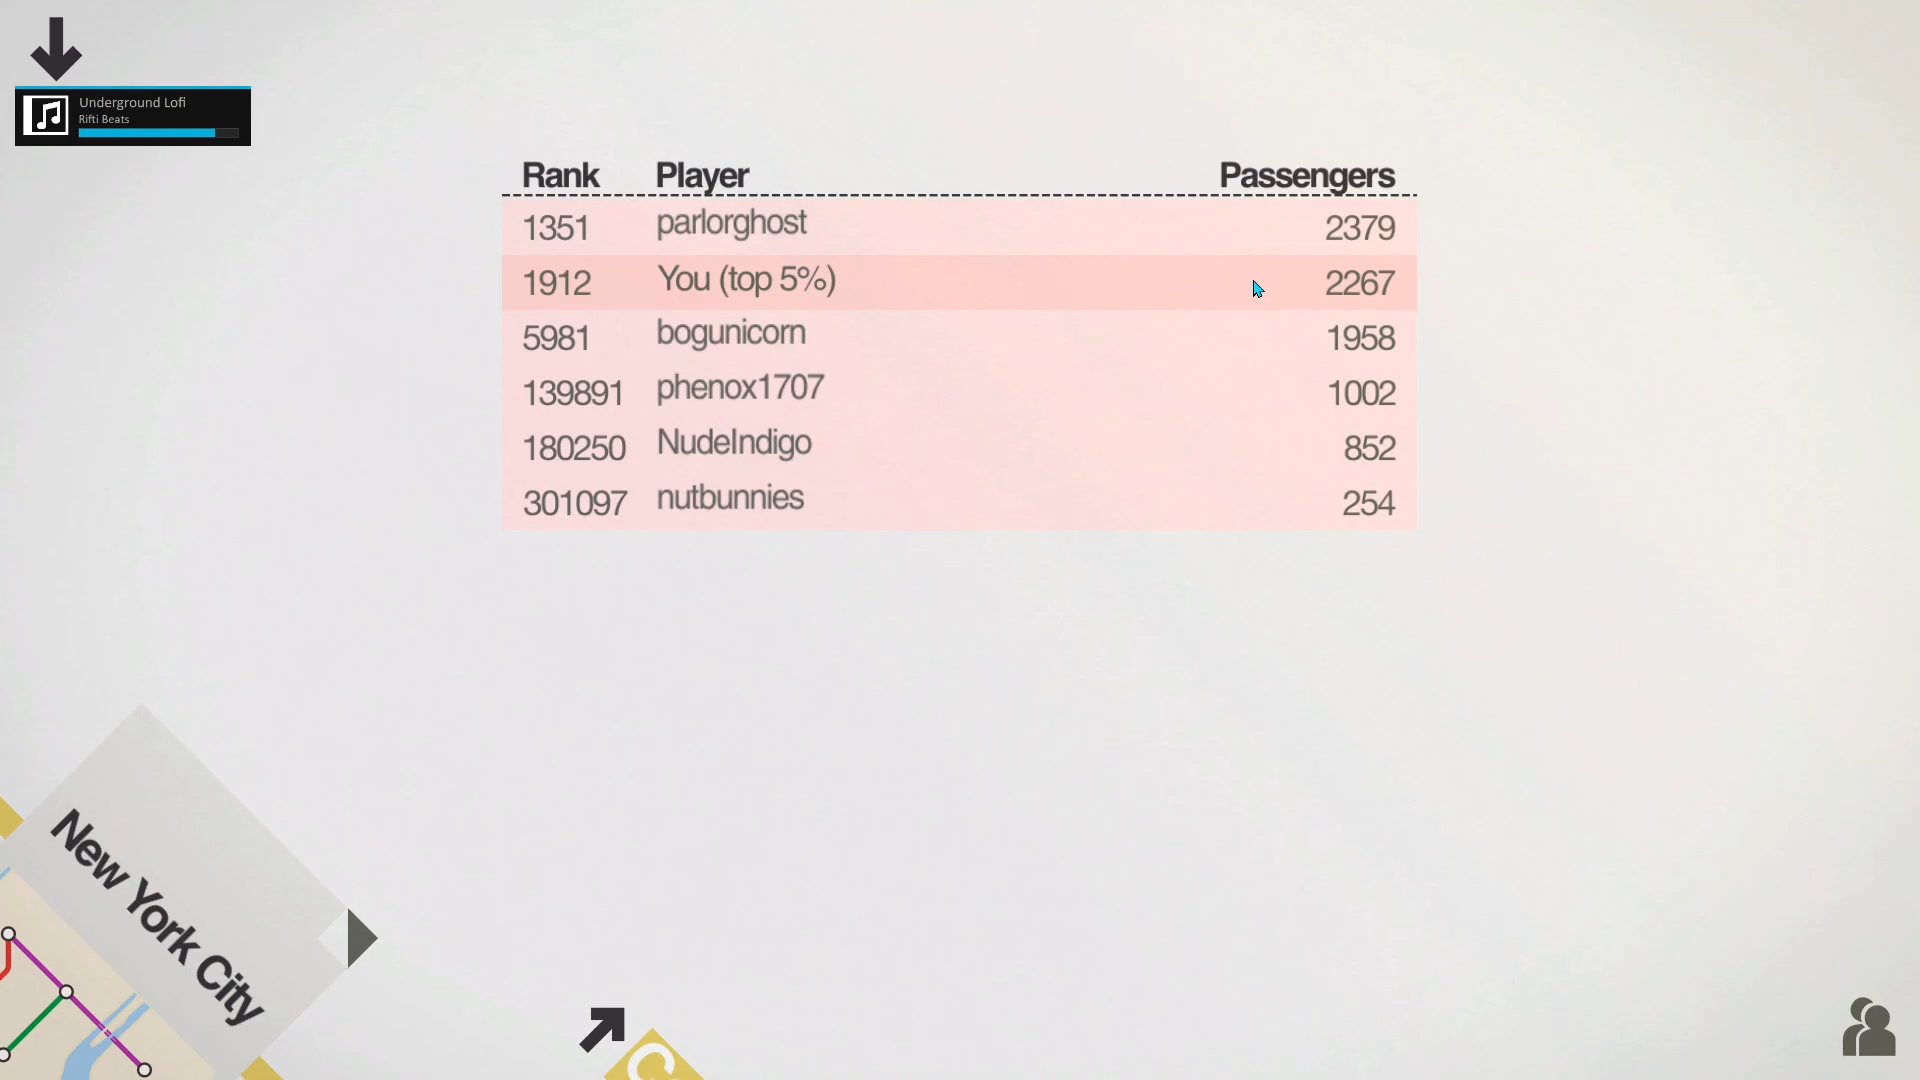 Underground Lofi
Rifti Beats
Rank Player Passengers
1351 parlorghost 2379
1912 You (top 5%) 2267
5981 bogunicorn 1958
139891 phenox1707 1002
180250 NudeIndigo 852
301097 nutbunnies 254
New York City
C